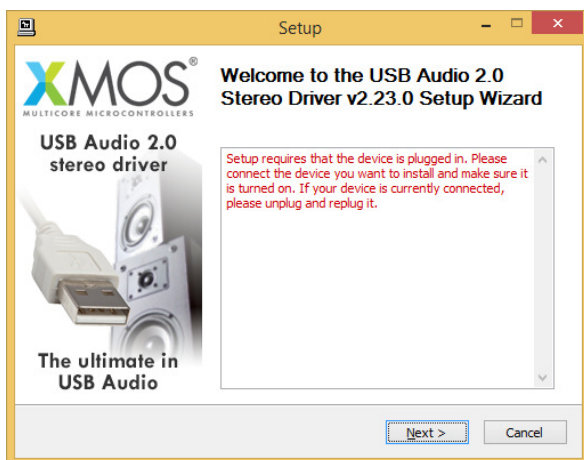 Setup
XMOS®
MULTICORE MICROCONTROLLERS
USB Audio 2.0
stereo driver
The ultimate in
USB Audio
Welcome to the USB Audio 2.0
Stereo Driver v2.23.0 Setup Wizard
Setup requires that the device is plugged in. Please
connect the device you want to install and make sure it
is turned on. If your device is currently connected,
please unplug and replug it.
Next >
Cancel